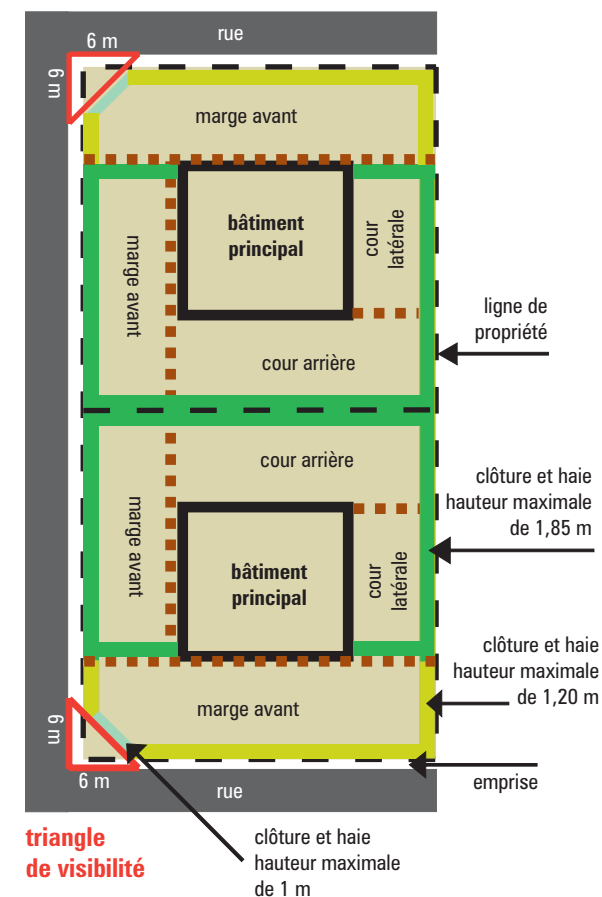 6 m
rue
6 m
marge avant
bâtiment
principal
cour
latérale
marge avant
ligne de
propriété
cour arrière
cour arrière
clôture et haie
hauteur maximale
de 1,85 m
marge avant
bâtiment
principal
cour
latérale
clôture et haie
hauteur maximale
de 1,20 m
marge avant
6 m
6 m
rue
emprise
triangle
de visibilité
clôture et haie
hauteur maximale
de 1 m